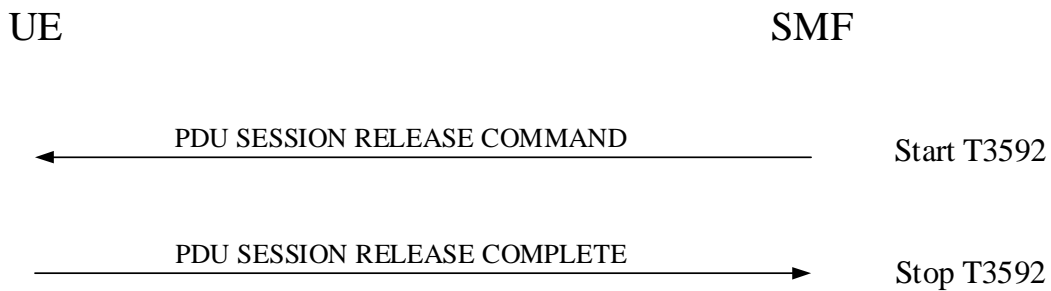 UE
SMF
PDU SESSION RELEASE COMMAND
Start T3592
PDU SESSION RELEASE COMPLETE
Stop T3592